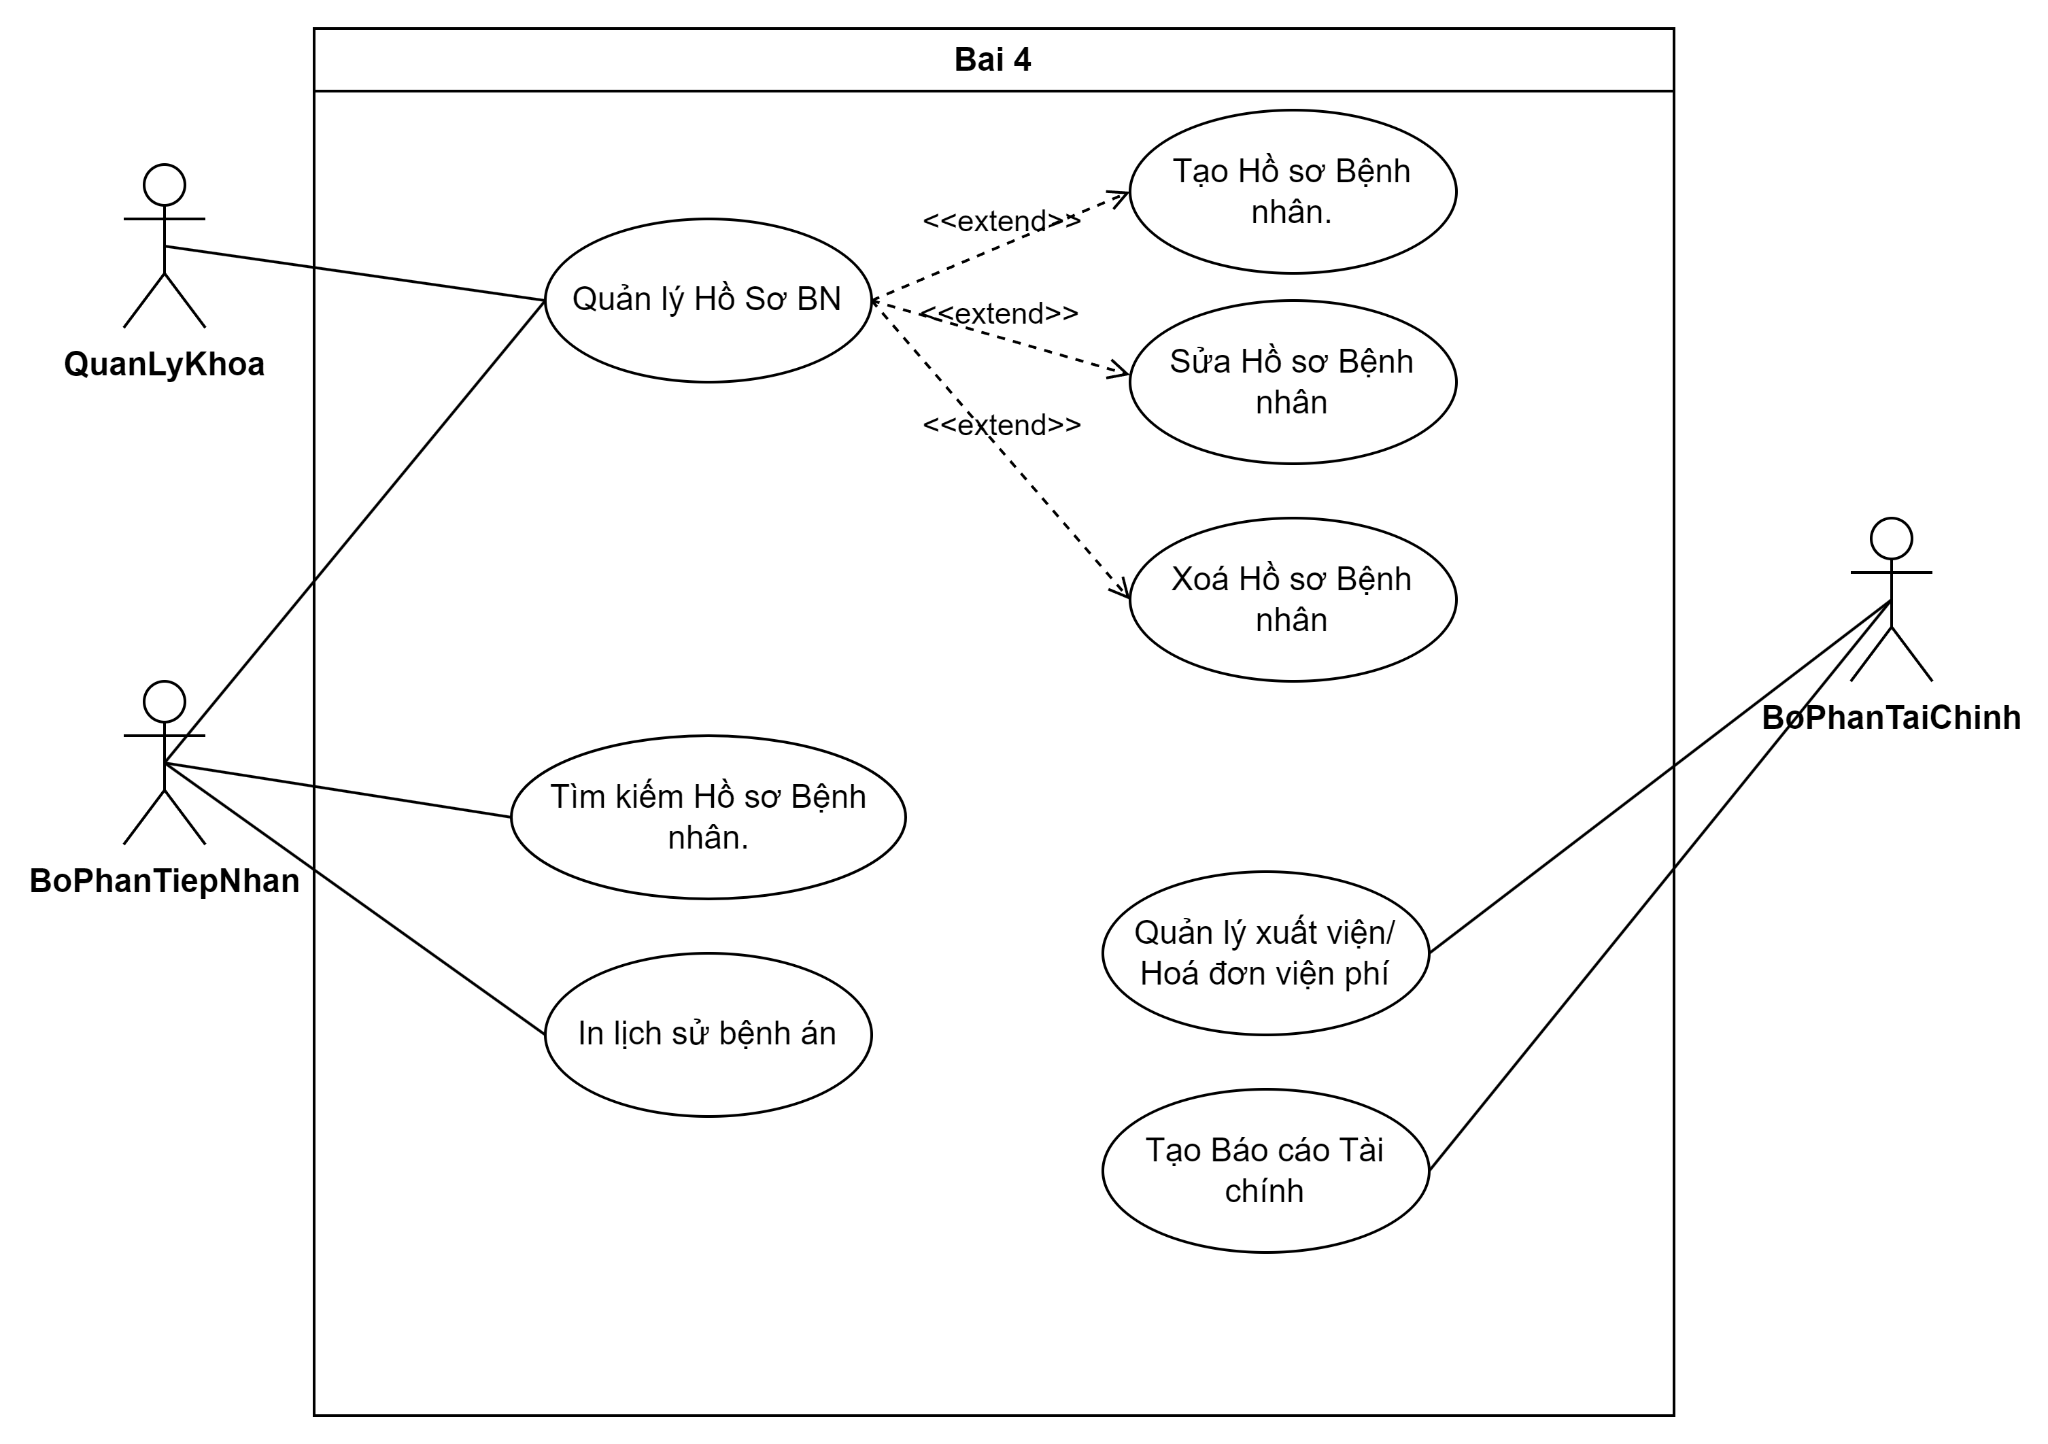 Bai 4
Tạo Hồ sơ Bệnh
nhân.
<<extend>>
Quản lý Hồ Sơ BN
<<extend>>
QuanLyKhoa
Sửa Hồ sơ Bệnh
nhân
<<extend>>
Xoá Hồ sơ Bệnh
nhân
BoPhanTaiChinh
Tìm kiếm Hồ sơ Bệnh
nhân.
BoPhanTiepNhan
Quản lý xuất viện/
Hoá đơn viện phí
In lịch sử bệnh án
Tạo Báo cáo Tài
chính